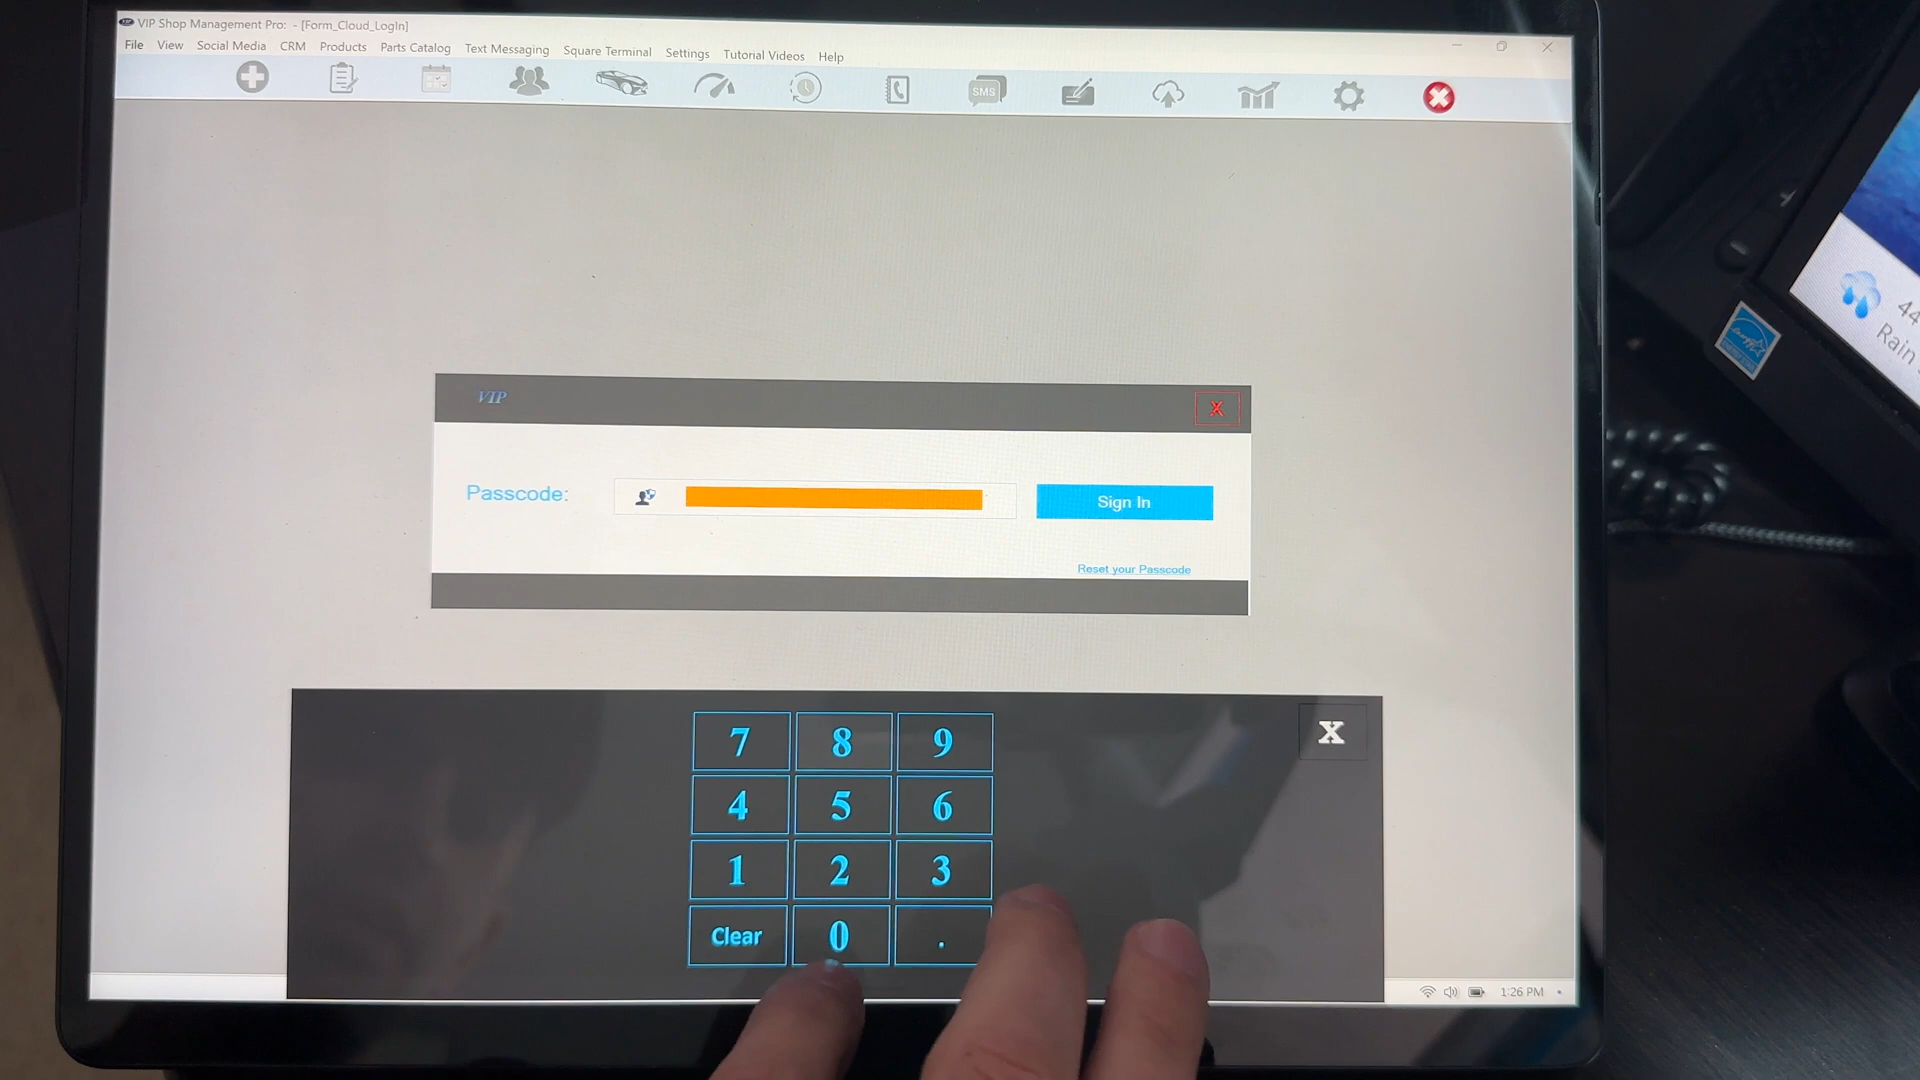 VIP Shop Management Pro: - [Form_Cloud_LogIn]
File View Social Media CRM Products Parts Catalog Text Messaging Square Terminal Settings Tutorial Videos Help
SMS
VIP
X
Passcode:
Sign In
Reset your Passcode
7 8 9
X
4 5 6
1 2 3
Clear 0 .
1:26 PM
44
Rain